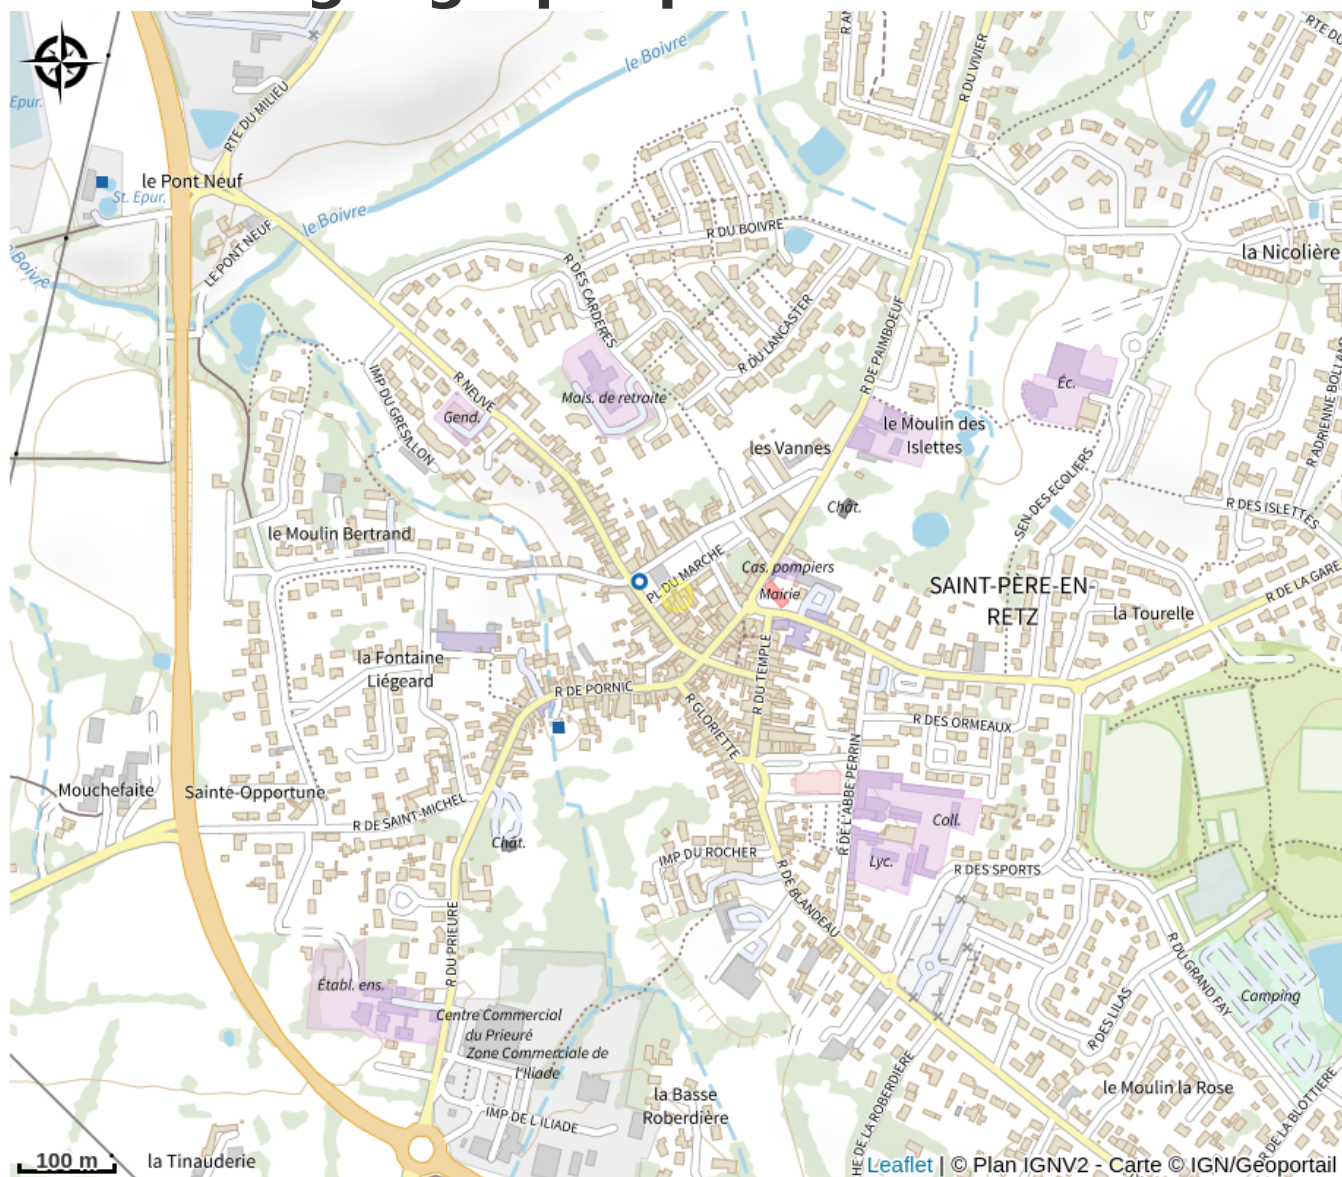 le Boivre
R DU VIVIER
Epur.
RTE DU MILIEU
le Pont Neuf
St. Epur.
le Boivre
LE PONT NEUF
R DU BOIVRE
la Nicolière
R DES CARDERES
R DU LANCASTER
R DE PAIMBOEUF
IMP DU GRESILLON
R NEUVE
Gend.
Mais. de retraite
Éc.
le Moulin des
Islettes
les Vannes
Chât.
SEN-DES-ECOLIERS
R DES ISLETTES
le Moulin Bertrand
PL DU MARCHE
Cas. pompiers
Mairie
SAINT-PÈRE-EN-
RETZ
la Tourelle
R DE LA GARE
la Fontaine
Liégeard
R DE PORNIC
R DU TEMPLE
R GLORIETTE
R DES ORMEAUX
Mouchefaite
Sainte-Opportune
R DE SAINT-MICHEL
Chât.
R DE L'ABBE PERRIN
Coll.
Lyc.
IMP DU ROCHER
R DES SPORTS
R DE BLANDEAU
R DU PRIEURE
Établ. ens.
Centre Commercial
du Prieuré
Zone Commerciale de
l'Iliade
IMP DE L'ILIADE
R DU GRAND FAY
Camping
R DES LILAS
la Basse
Roberdière
le Moulin la Rose
R DE LA BLOTTIERE
la Tinauderie
100 m
Leaflet | © Plan IGNV2 - Carte © IGN/Geoportail